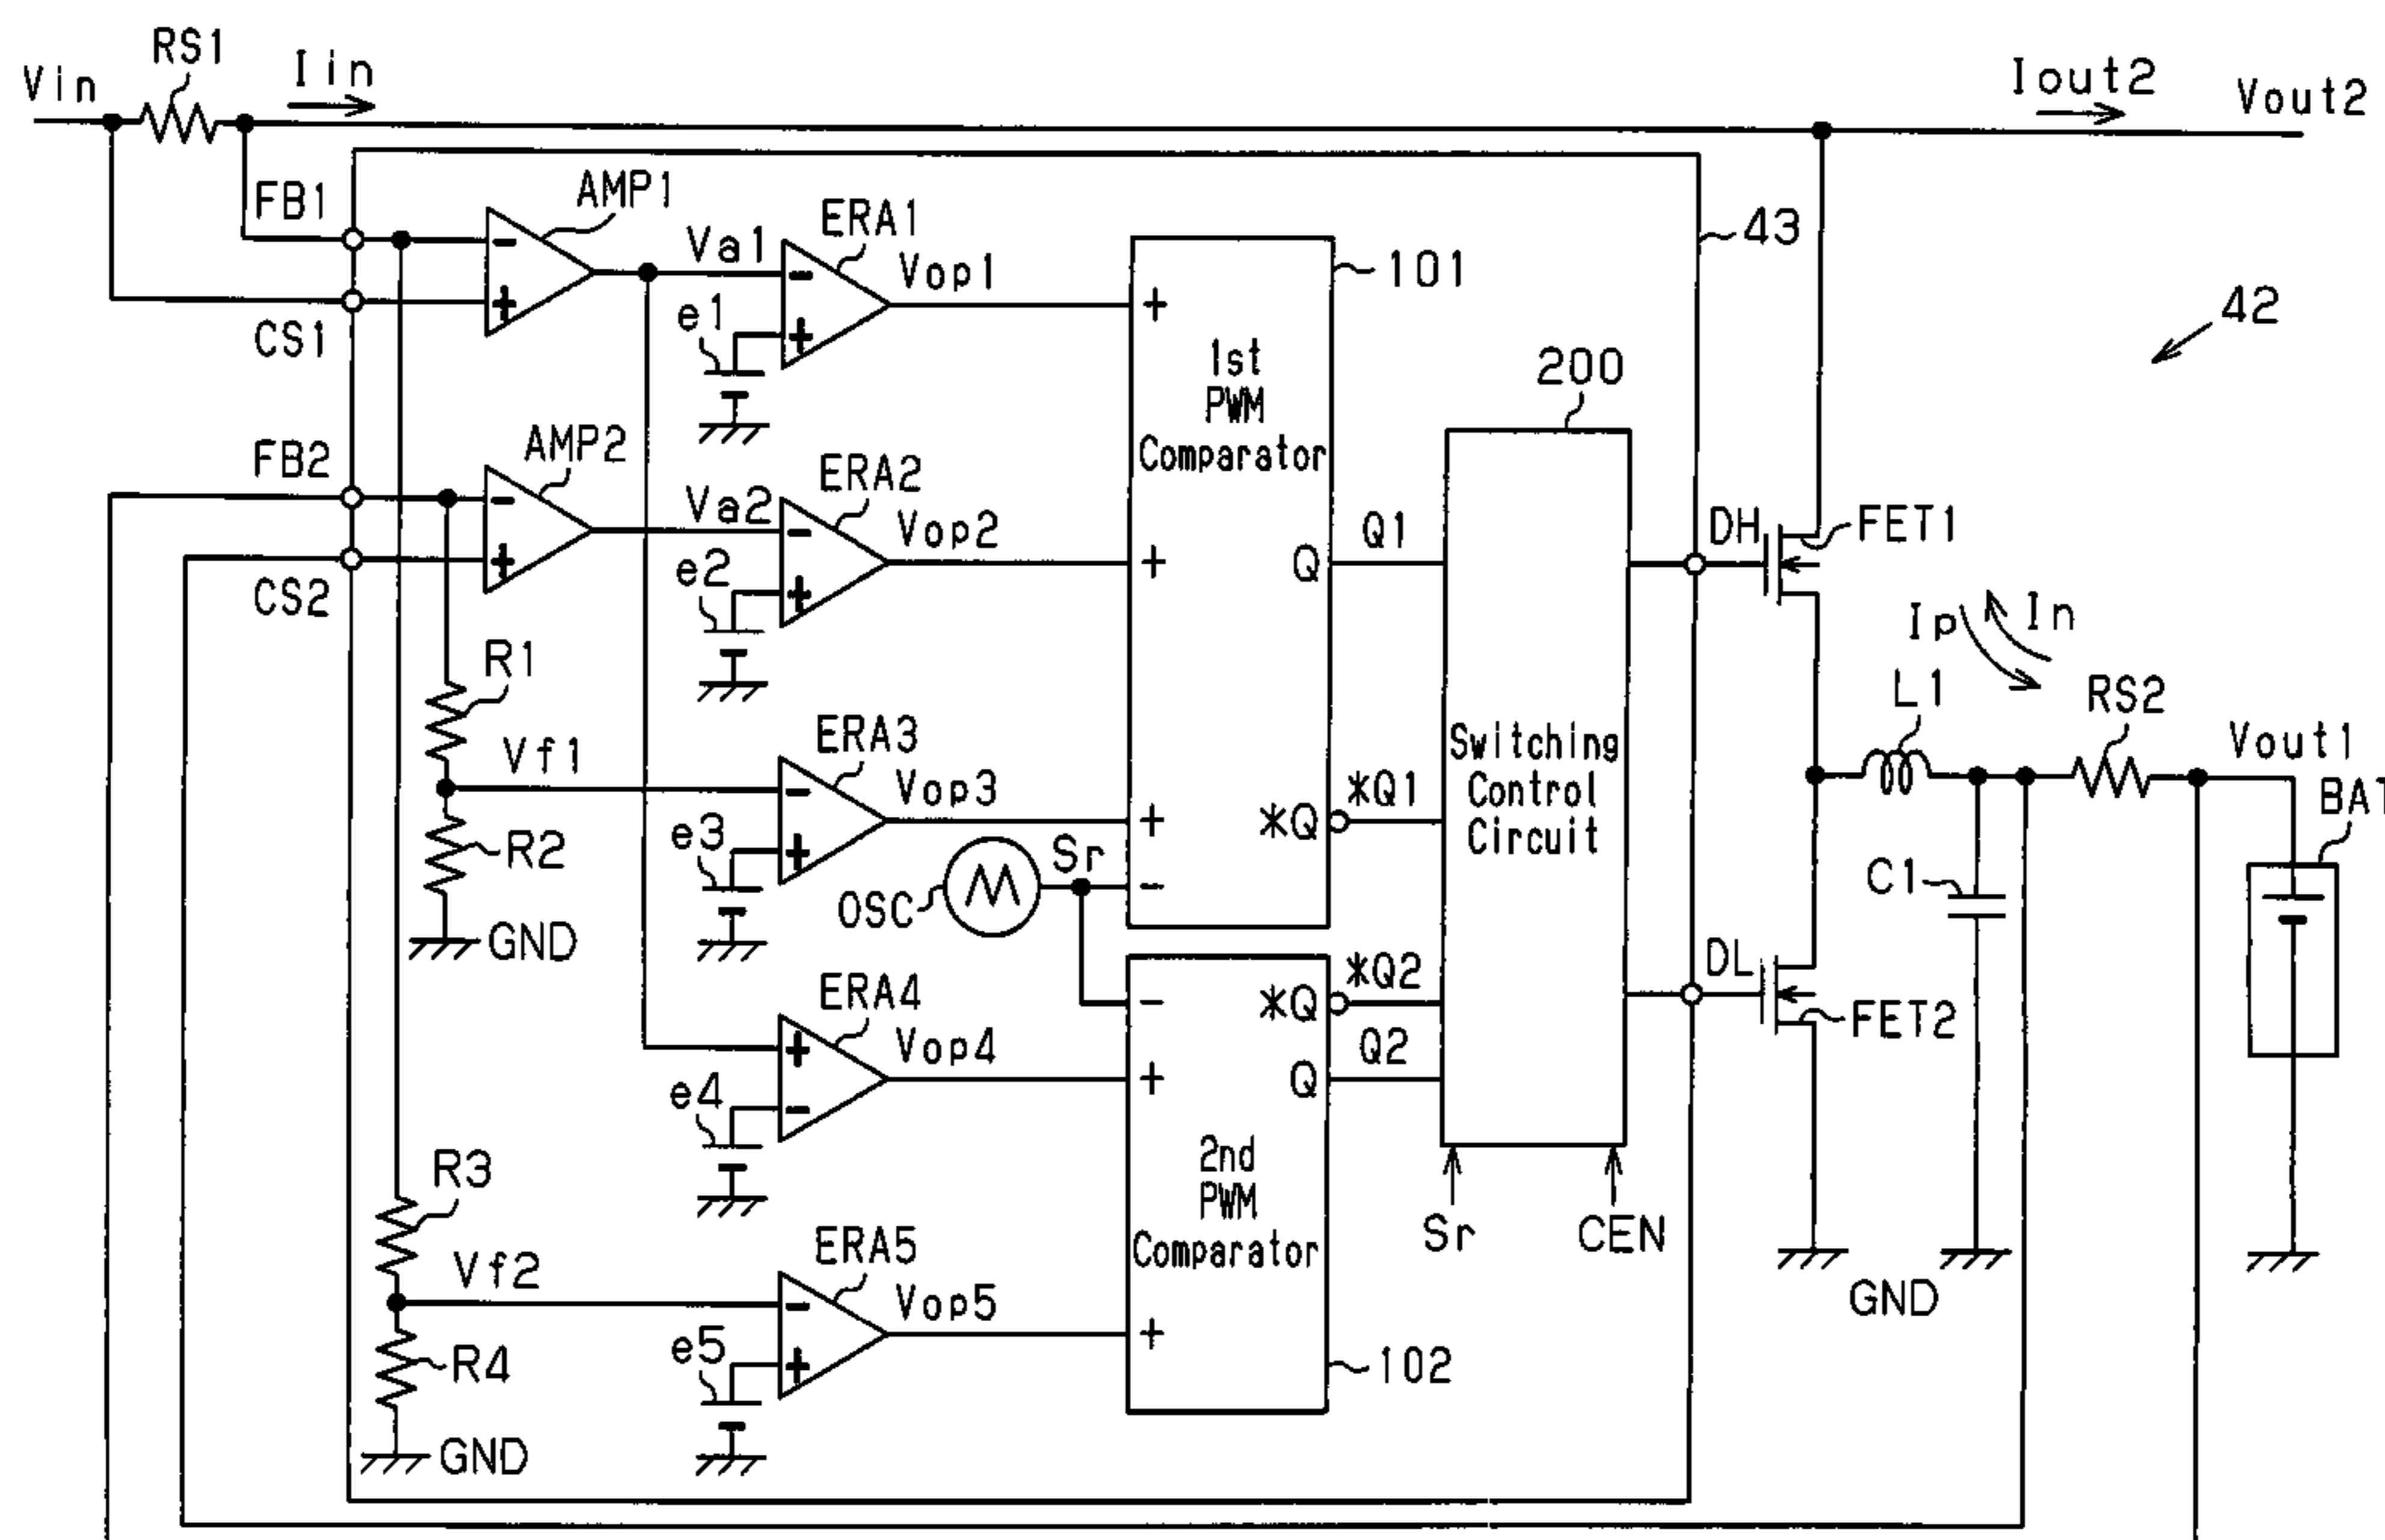 RS1
Vin
Iin
Iout2
Vout2
FB1
AMP1
Va1
ERA1
Vop1
101
43
42
CS1
e1
1st
PWM
Comparator
200
FB2
AMP2
Va2
ERA2
Vop2
Q
Q1
DH
FET1
CS2
e2
Ip
In
R1
L1
RS2
Vf1
ERA3
Vop3
Switching
Control
Circuit
*Q
*Q1
Vout1
BAT
R2
e3
Sr
OSC
C1
GND
ERA4
Vop4
*Q
*Q2
Q
Q2
DL
FET2
e4
2nd
PWM
Comparator
R3
Sr
CEN
GND
Vf2
ERA5
Vop5
R4
e5
102
GND
+
-
+
-
+
-
+
-
+
-
+
-
+
-
+
+
+
-
-
+
+